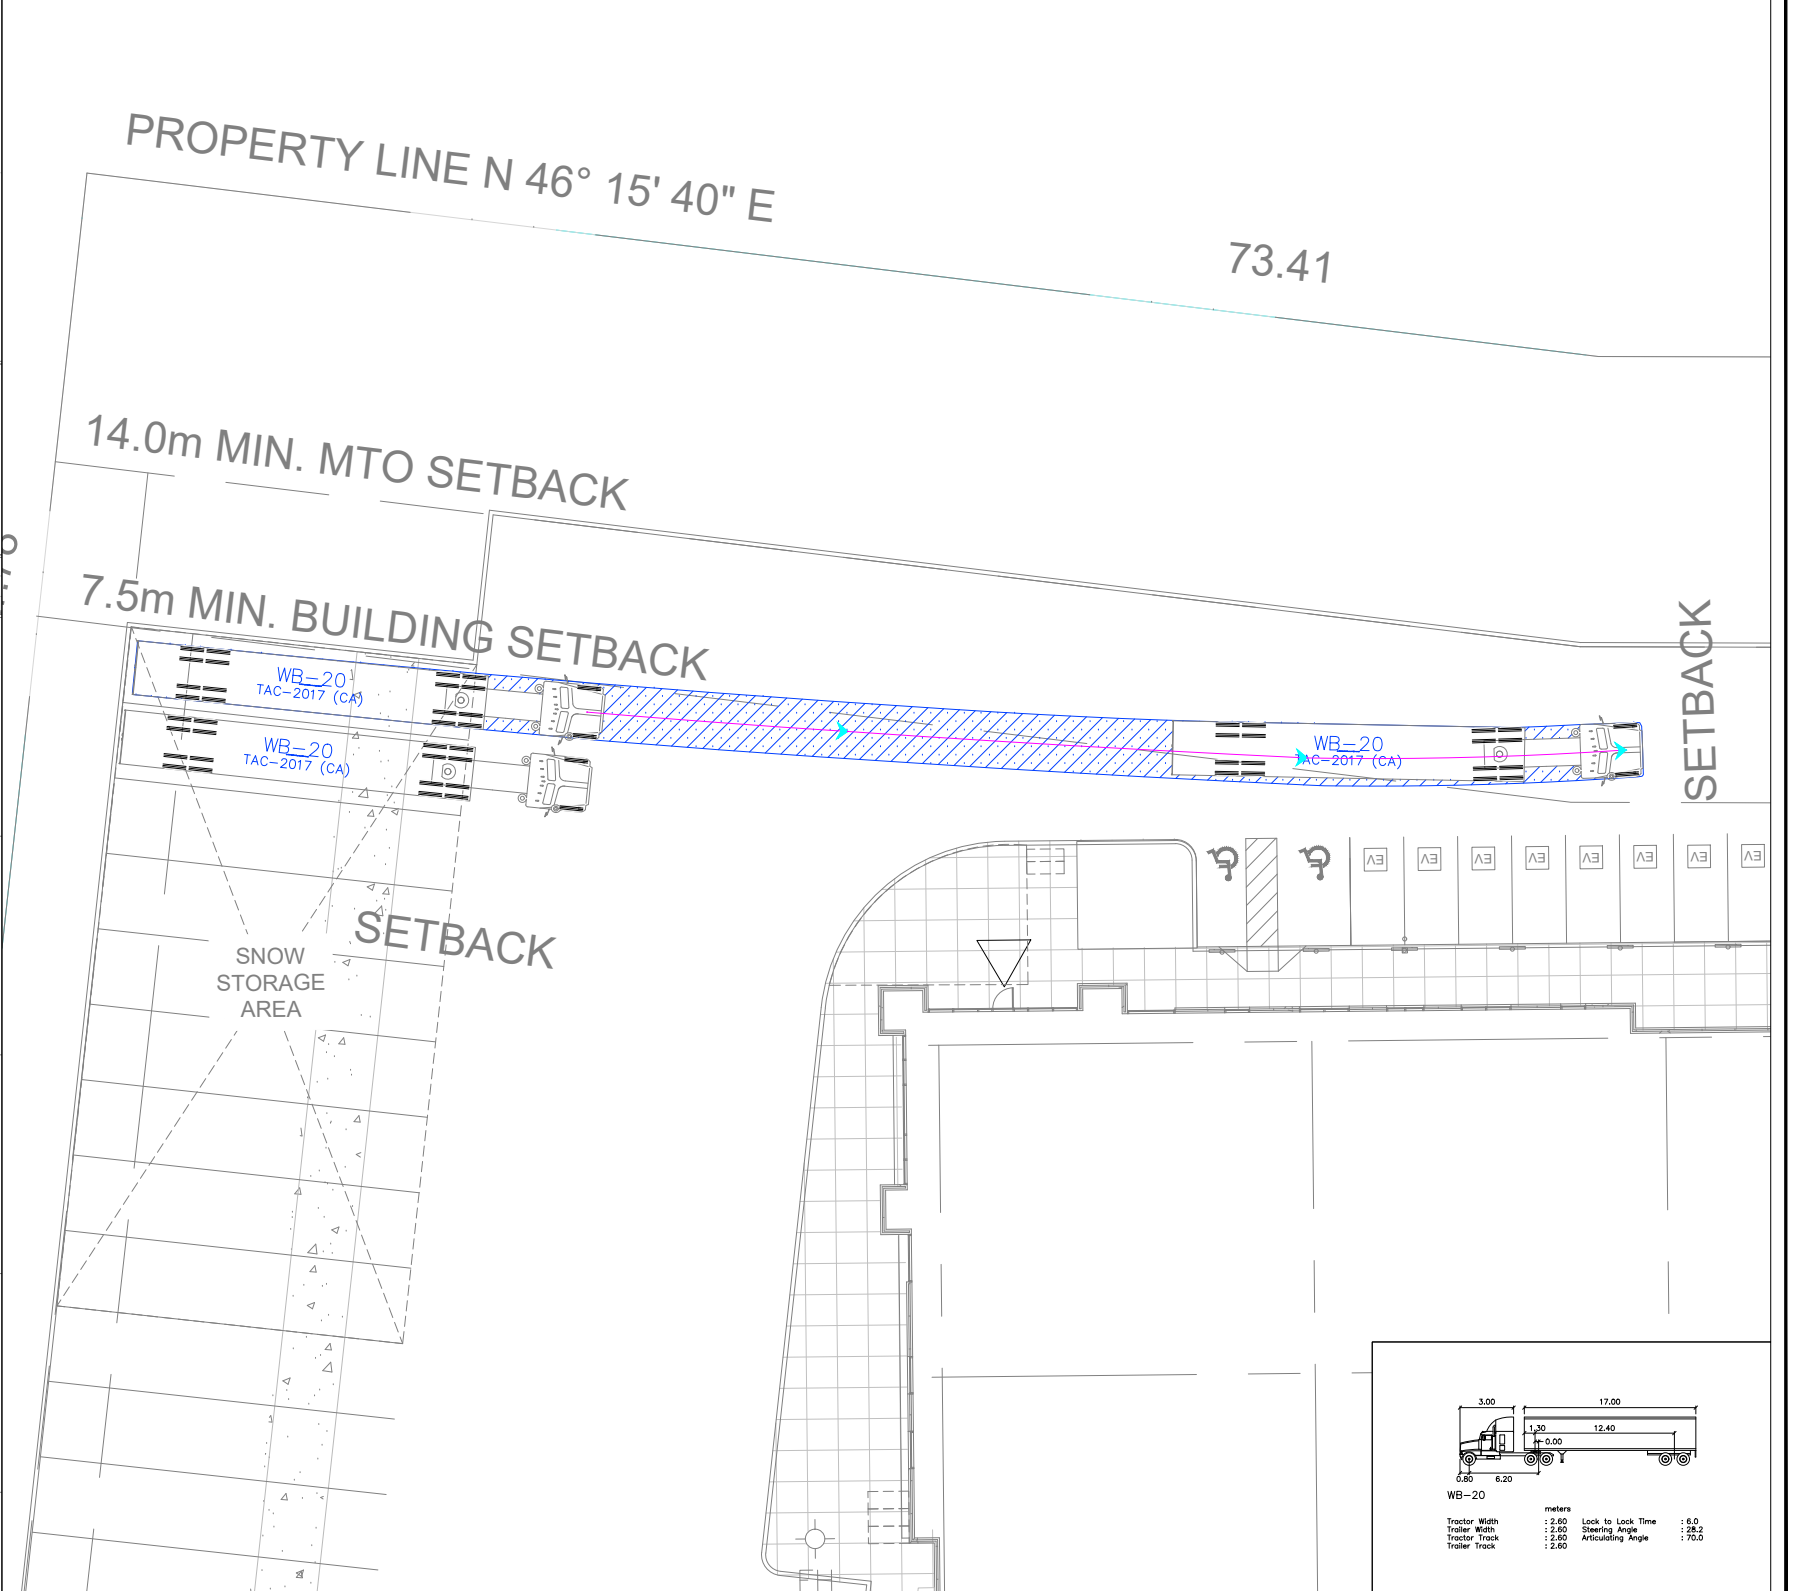 PROPERTY LINE N 46° 15' 40" E
73.41
14.0m MIN. MTO SETBACK
7.5m MIN. BUILDING SETBACK
SETBACK
WB-20
TAC-2017 (CA)
WB-20
TAC-2017 (CA)
WB-20
TAC-2017 (CA)
EV
EV
EV
EV
EV
EV
EV
EV
SETBACK
SNOW
STORAGE
AREA
3.00
17.00
1.30
12.40
0.00
0.80
6.20
WB-20
meters
Tractor Width : 2.60 Lock to Lock Time : 6.0
Trailer Width : 2.60 Steering Angle : 28.2
Tractor Track : 2.60 Articulating Angle : 70.0
Trailer Track : 2.60